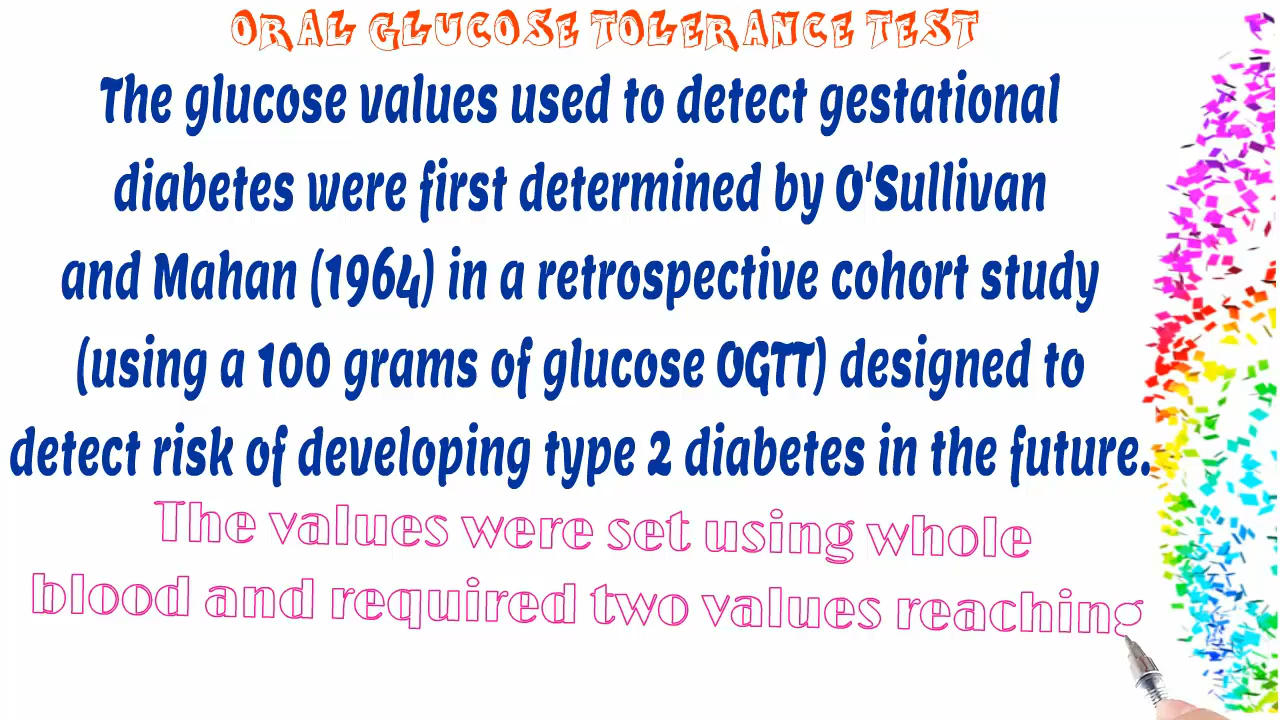 ORAL GLUCOSE TOLERANCE TEST
The glucose values used to detect gestational
diabetes were first determined by O'Sullivan
and Mahan (1964) in a retrospective cohort study
(using a 100 grams of glucose OGTT) designed to
detect risk of developing type 2 diabetes in the future.
The values were set using whole
blood and required two values reaching